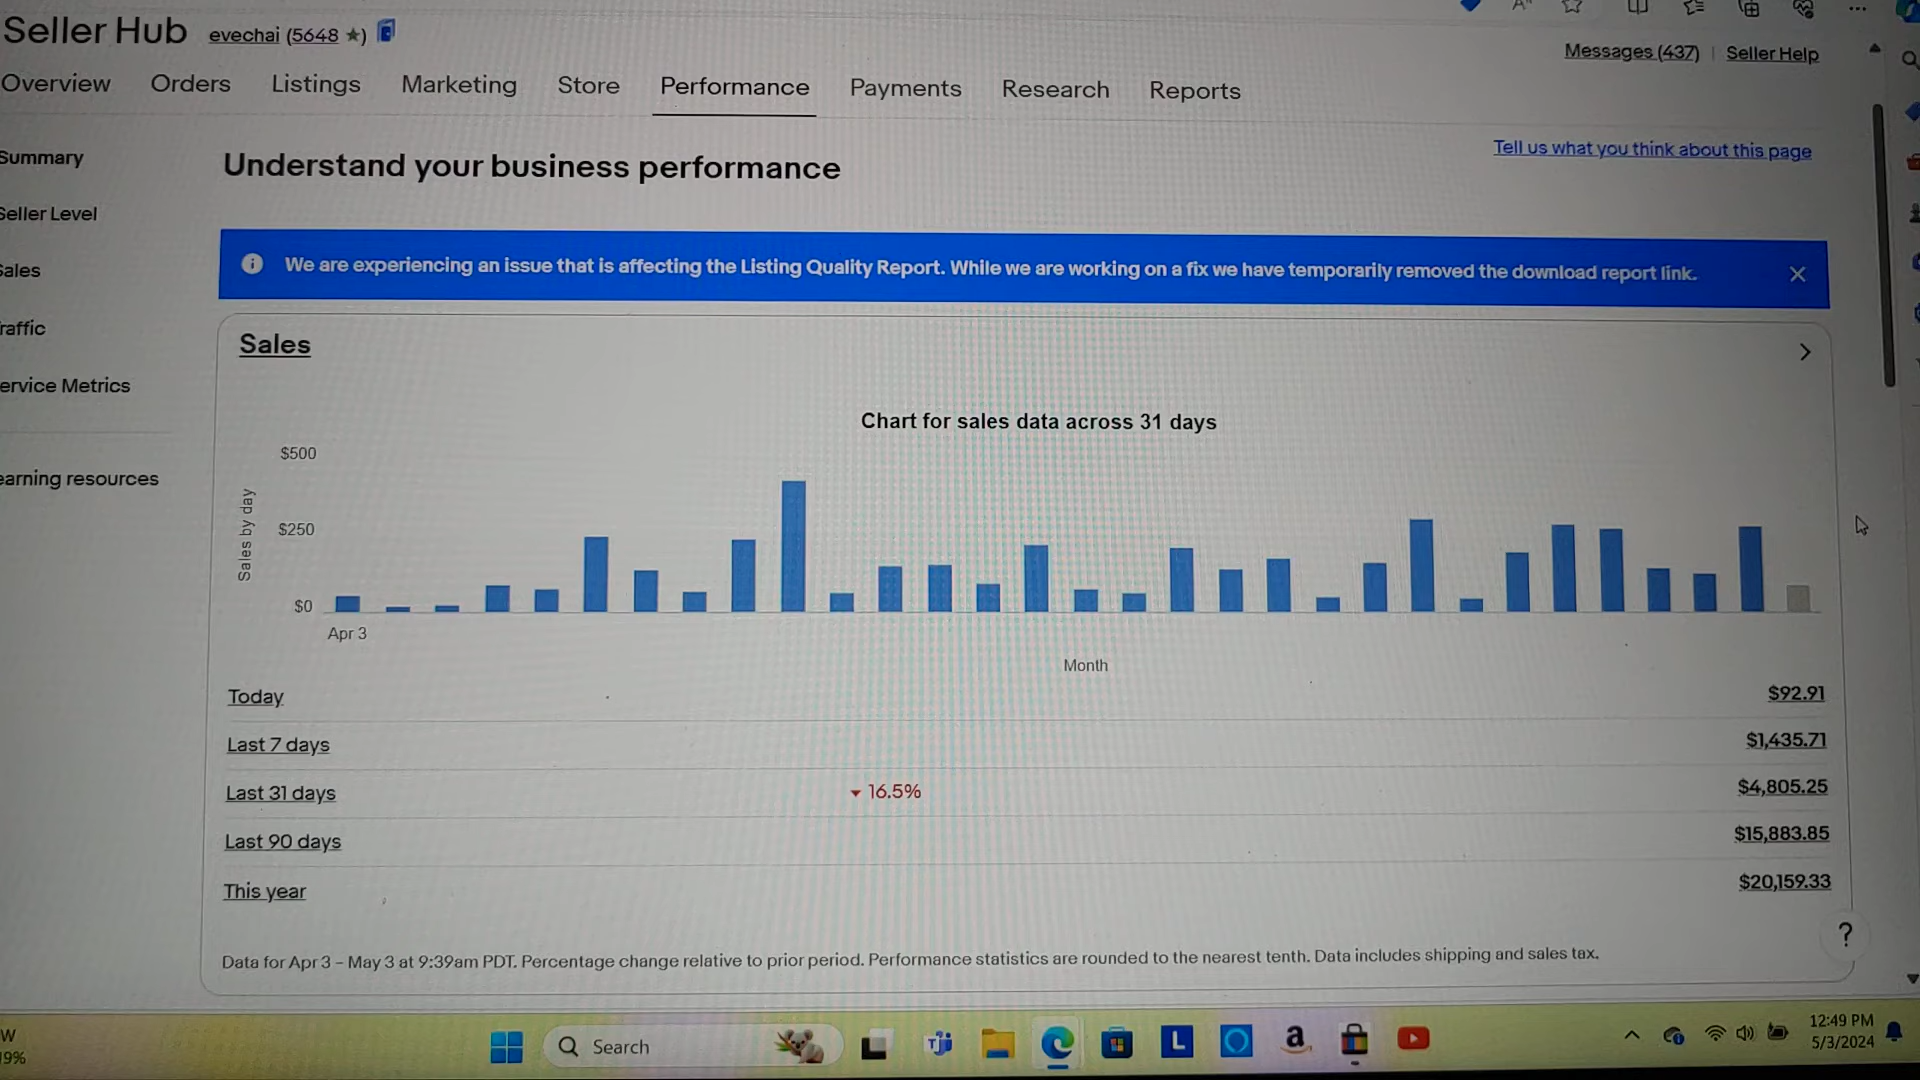 Seller Hub evechai (5648 ★)
Messages (437) | Seller Help
Overview Orders Listings Marketing Store Performance Payments Research Reports
Summary
Seller Level
Sales
raffic
ervice Metrics
earning resources
Understand your business performance
Tell us what you think about this page
We are experiencing an issue that is affecting the Listing Quality Report. While we are working on a fix we have temporarily removed the download report link.
Sales
Chart for sales data across 31 days
$500
$250
$0
Sales by day
Apr 3
Month
Today $92.91
Last 7 days $1,435.71
Last 31 days 16.5% $4,805.25
Last 90 days $15,883.85
This year $20,159.33
Data for Apr 3 - May 3 at 9:39am PDT. Percentage change relative to prior period. Performance statistics are rounded to the nearest tenth. Data includes shipping and sales tax.
?
W
9%
Search
L
a
12:49 PM
5/3/2024